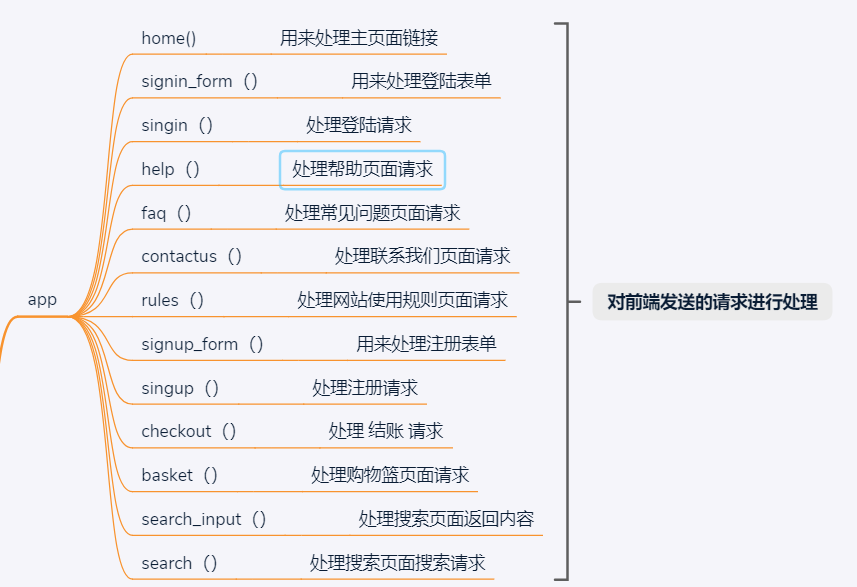 home() 用来处理主页面链接
signin_form（） 用来处理登陆表单
singin（） 处理登陆请求
help（） 处理帮助页面请求
faq（） 处理常见问题页面请求
contactus（） 处理联系我们页面请求
app
rules（） 处理网站使用规则页面请求
对前端发送的请求进行处理
signup_form（） 用来处理注册表单
singup（） 处理注册请求
checkout（） 处理 结账 请求
basket（） 处理购物篮页面请求
search_input（） 处理搜索页面返回内容
search（） 处理搜索页面搜索请求